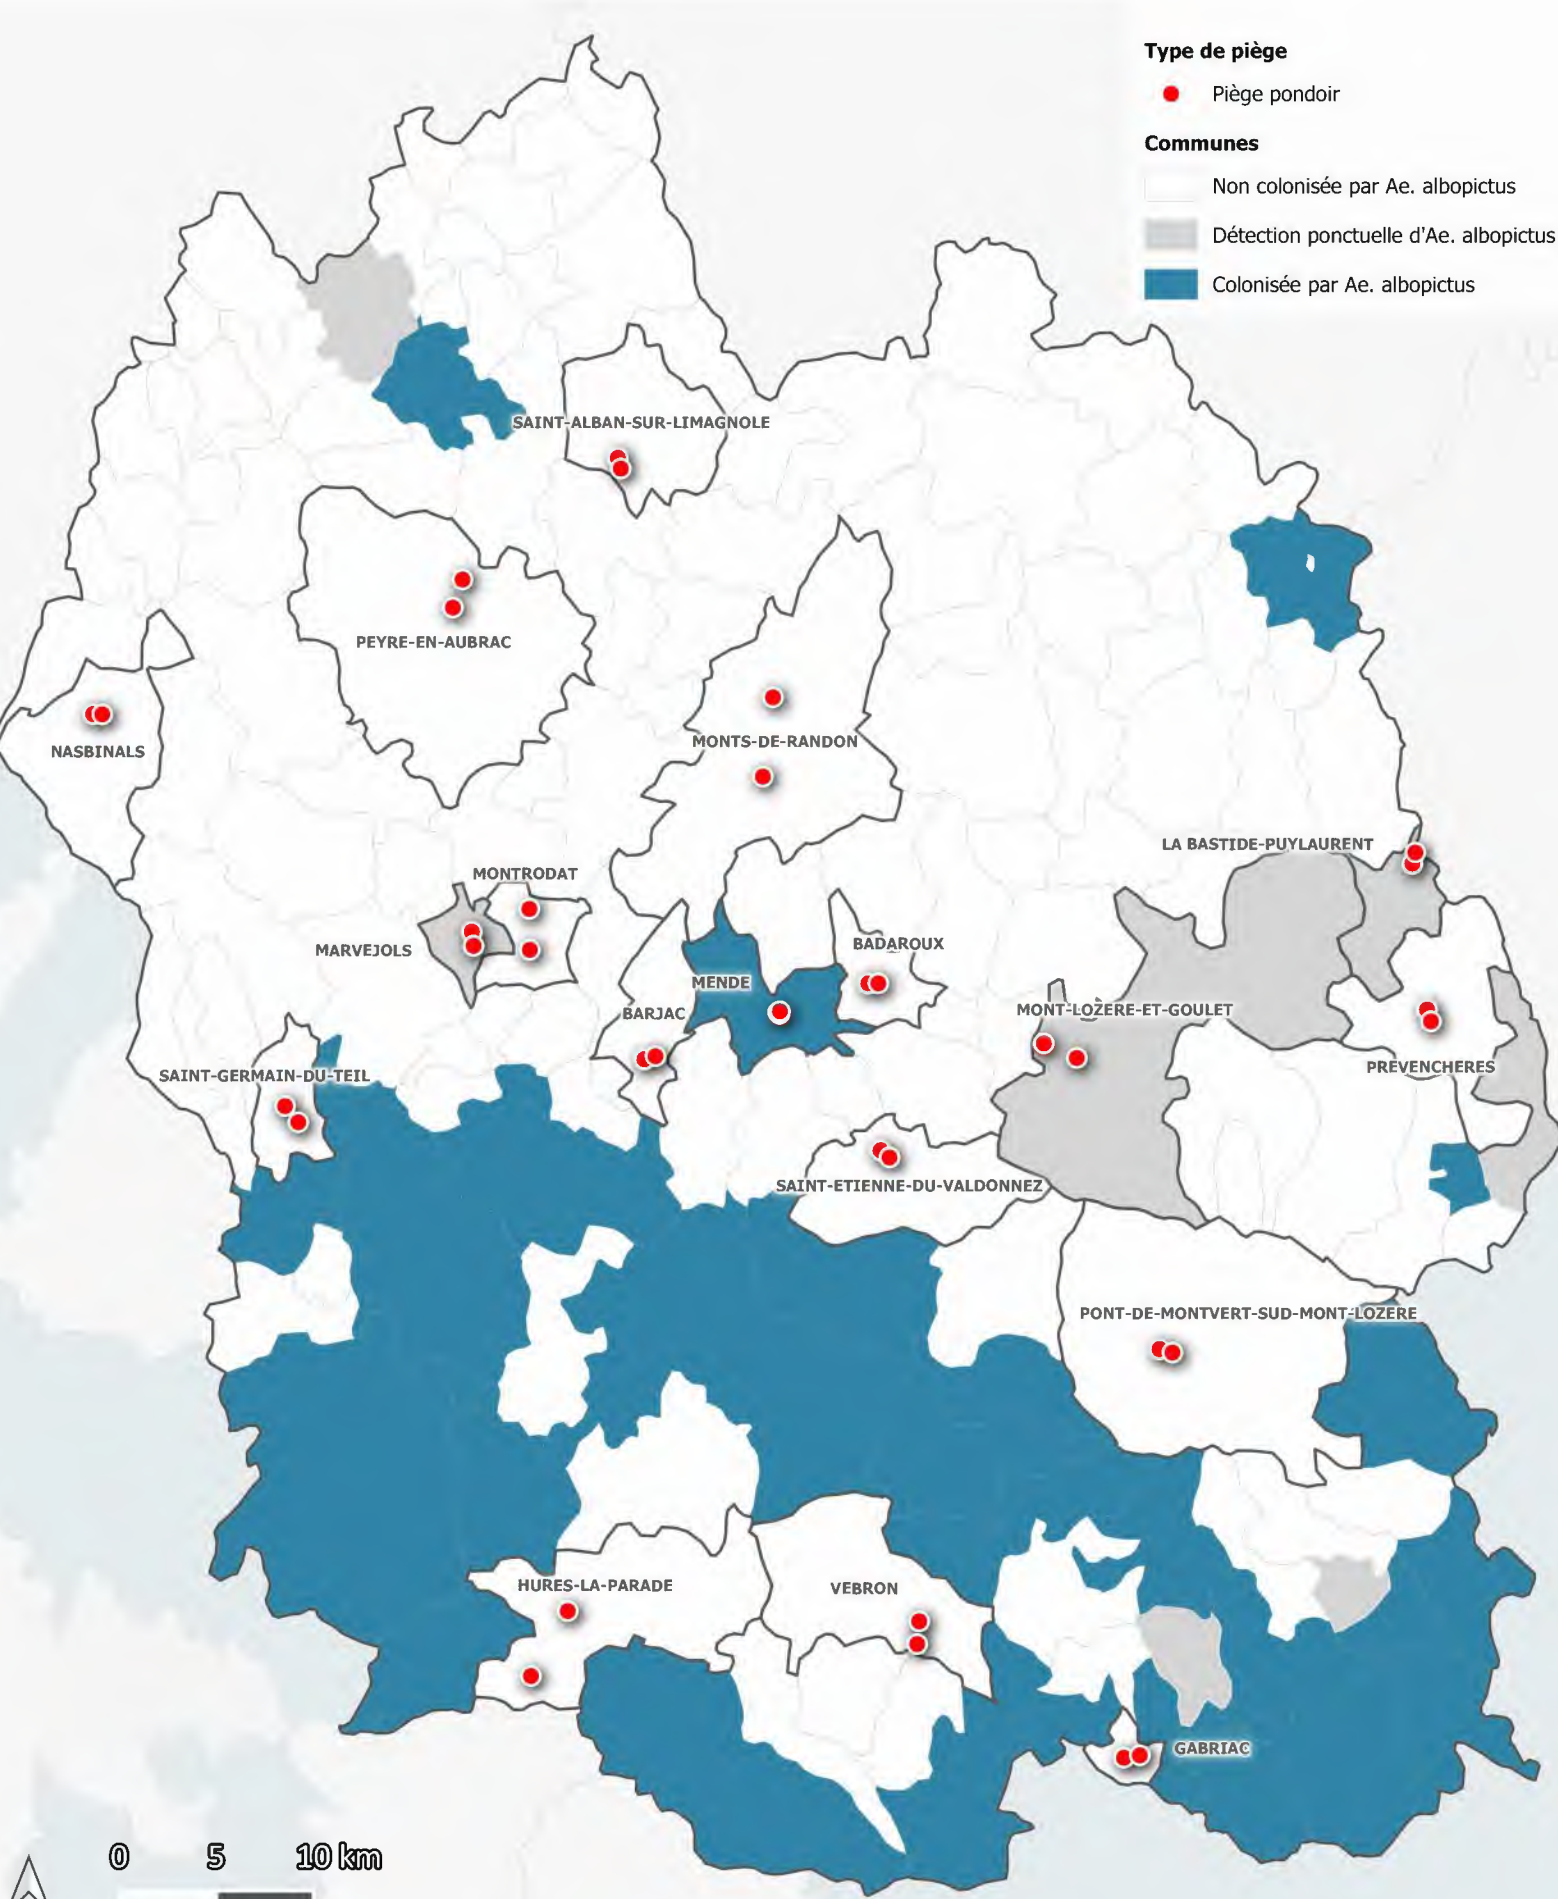 Type de piège
Piège pondoir
Communes
Non colonisée par Ae. albopictus
Détection ponctuelle d'Ae. albopictus
Colonisée par Ae. albopictus
SAINT-ALBAN-SUR-LIMAGNOLE
PEYRE-EN-AUBRAC
NASBINALS
MONTS-DE-RANDON
LA BASTIDE-PUYLAURENT
MONTRODAT
MARVEJOLS
BADAROUX
MENDE
BARJAC
MONT-LOZERE-ET-GOULET
PREVENCHERES
SAINT-GERMAIN-DU-TEIL
SAINT-ETIENNE-DU-VALDONNEZ
PONT-DE-MONTVERT-SUD-MONT-LOZERE
HURES-LA-PARADE
VEBRON
GABRIAC
0 5 10 km